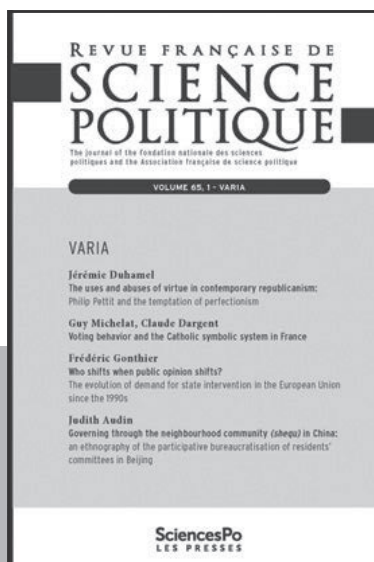 REVUE FRANÇAISE DE
SCIENCE
POLITIQUE
The journal of the fondation nationale des sciences
politiques and the Association française de science politique
VOLUME 65, 1 - VARIA
VARIA
Jérémie Duhamel
The uses and abuses of virtue in contemporary republicanism:
Philip Pettit and the temptation of perfectionism
Guy Michelat, Claude Dargent
Voting behavior and the Catholic symbolic system in France
Frédéric Gonthier
Who shifts when public opinion shifts?
The evolution of demand for state intervention in the European Union
since the 1990s
Judith Audin
Governing through the neighbourhood community (shequ) in China:
an ethnography of the participative bureaucratisation of residents'
committees in Beijing
SciencesPo
LES PRESSES